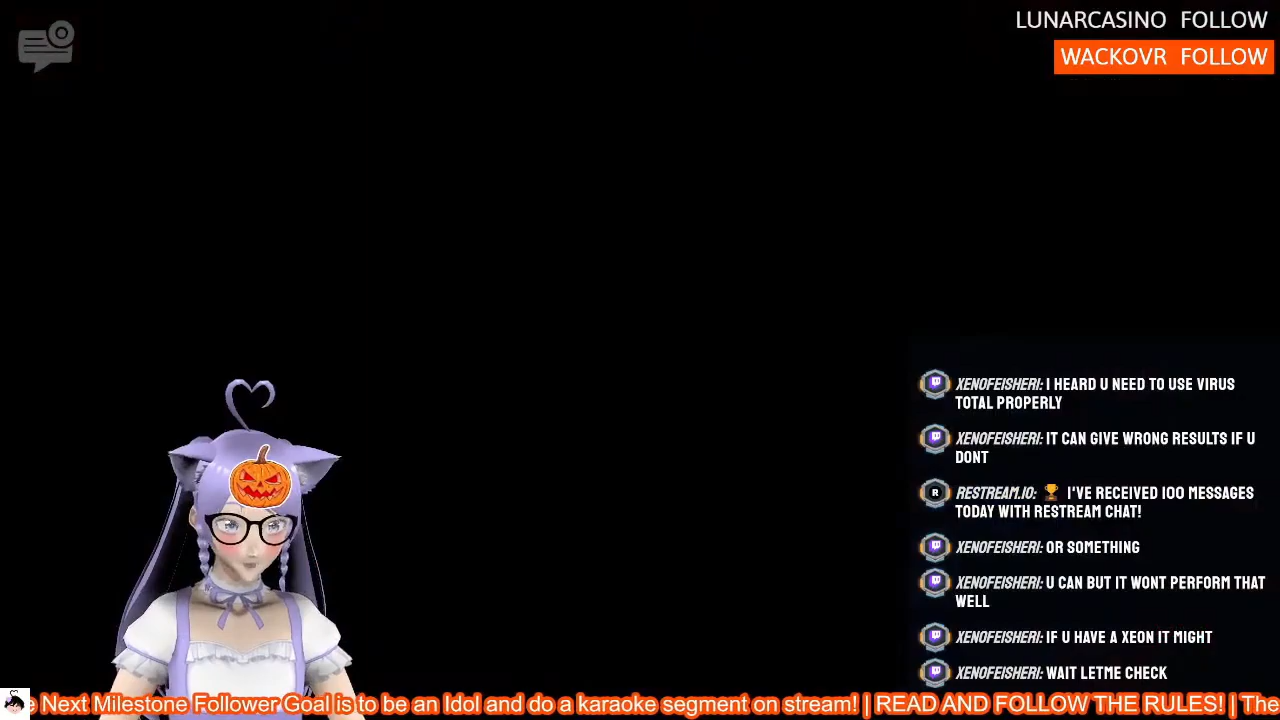 LUNARCASINO FOLLOW
WACKOVR FOLLOW
XENOFEISHERI: I HEARD U NEED TO USE VIRUS
TOTAL PROPERLY
XENOFEISHERI: IT CAN GIVE WRONG RESULTS IF U
DONT
R RESTREAM.IO: 🏆 I'VE RECEIVED 100 MESSAGES
TODAY WITH RESTREAM CHAT!
XENOFEISHERI: OR SOMETHING
XENOFEISHERI: U CAN BUT IT WONT PERFORM THAT
WELL
XENOFEISHERI: IF U HAVE A XEON IT MIGHT
XENOFEISHERI: WAIT LETME CHECK
e Next Milestone Follower Goal is to be an Idol and do a karaoke segment on stream! | READ AND FOLLOW THE RULES! | The